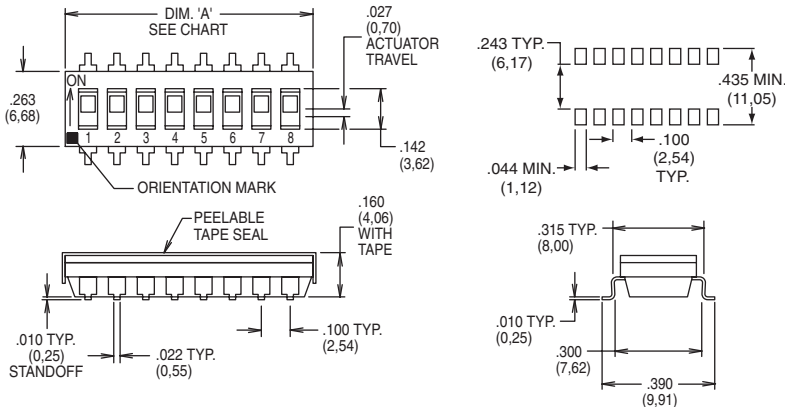 DIM. 'A'
SEE CHART
.027
(0,70)
ACTUATOR
TRAVEL
ON
.263
(6,68)
1 2 3 4 5 6 7 8
.142
(3,62)
ORIENTATION MARK
.243 TYP.
(6,17)
.435 MIN.
(11,05)
.100
(2,54)
TYP.
.044 MIN.
(1,12)
PEELABLE
TAPE SEAL
.160
(4,06)
WITH
TAPE
.010 TYP.
(0,25)
STANDOFF
.022 TYP.
(0,55)
.100 TYP.
(2,54)
.315 TYP.
(8,00)
.010 TYP.
(0,25)
.300
(7,62)
.390
(9,91)